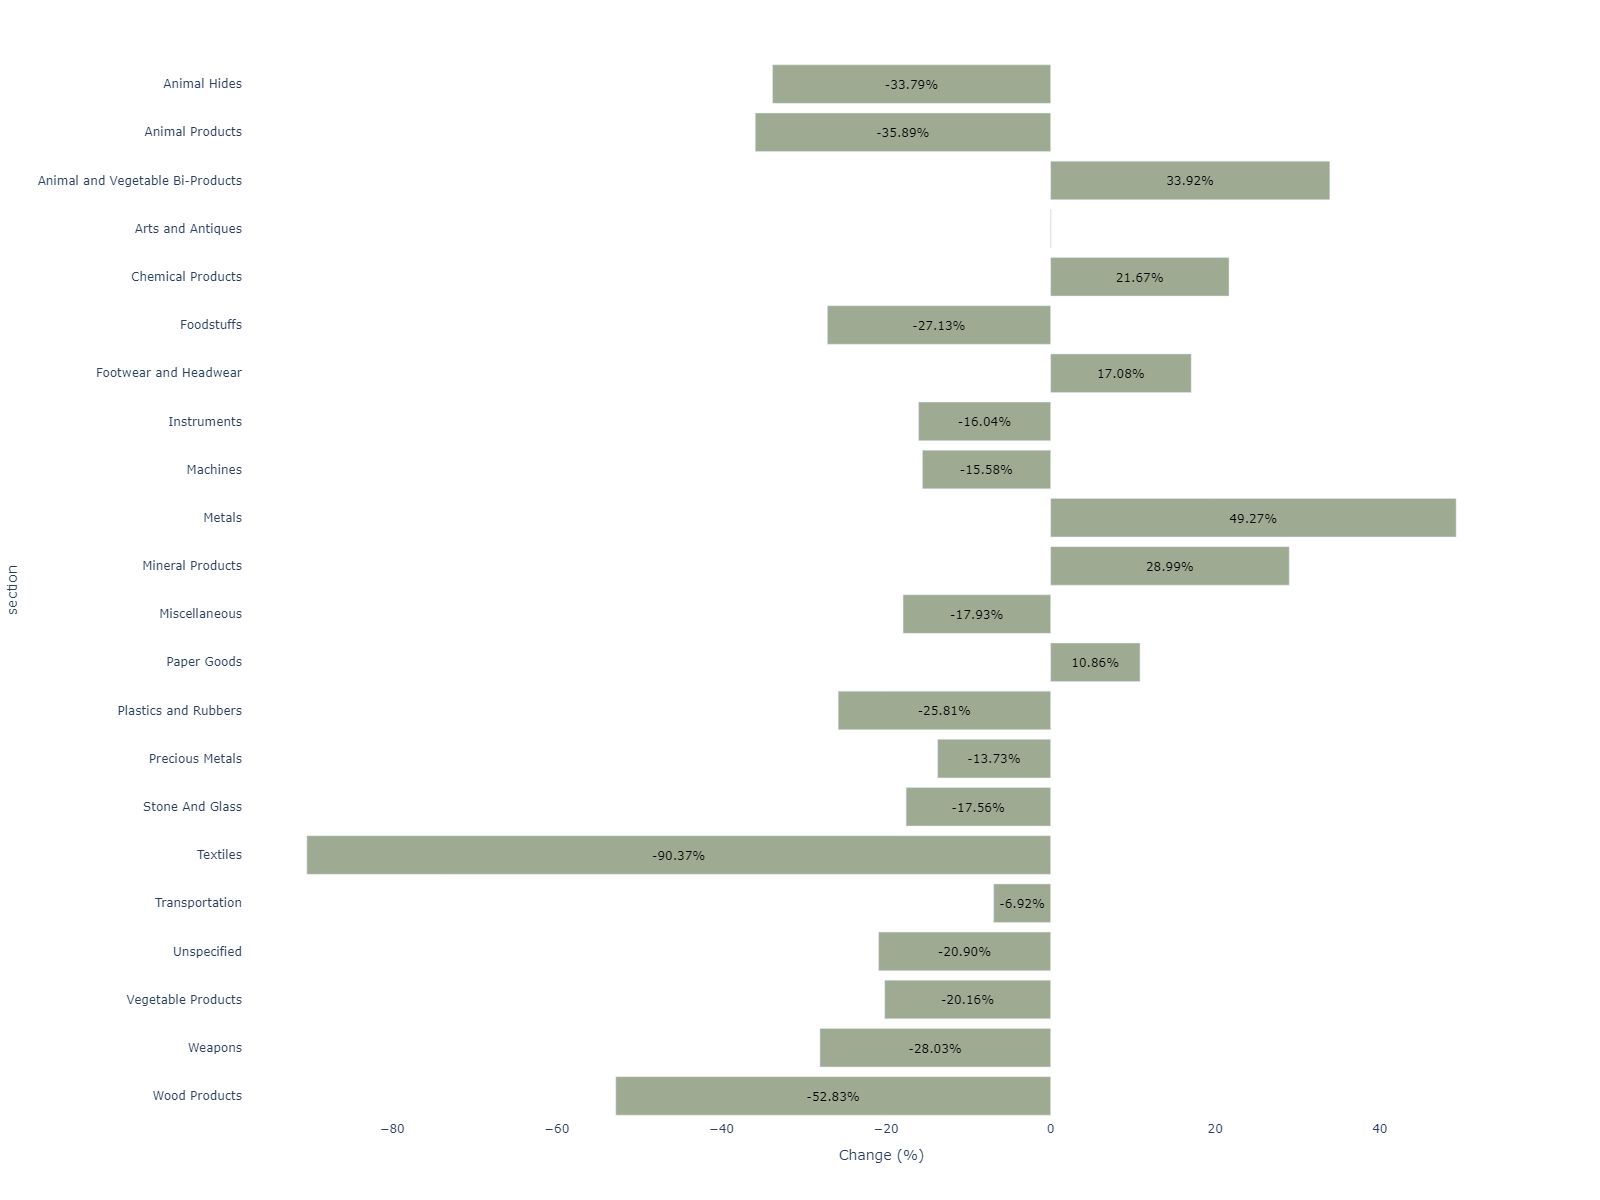 Animal Hides -33.79%
Animal Products -35.89%
Animal and Vegetable Bi-Products 33.92%
Arts and Antiques
Chemical Products 21.67%
Foodstuffs -27.13%
Footwear and Headwear 17.08%
Instruments -16.04%
Machines -15.58%
Metals 49.27%
Mineral Products 28.99%
section
Miscellaneous -17.93%
Paper Goods 10.86%
Plastics and Rubbers -25.81%
Precious Metals -13.73%
Stone And Glass -17.56%
Textiles -90.37%
Transportation -6.92%
Unspecified -20.90%
Vegetable Products -20.16%
Weapons -28.03%
Wood Products -52.83%
−80 −60 −40 −20 0 20 40
Change (%)